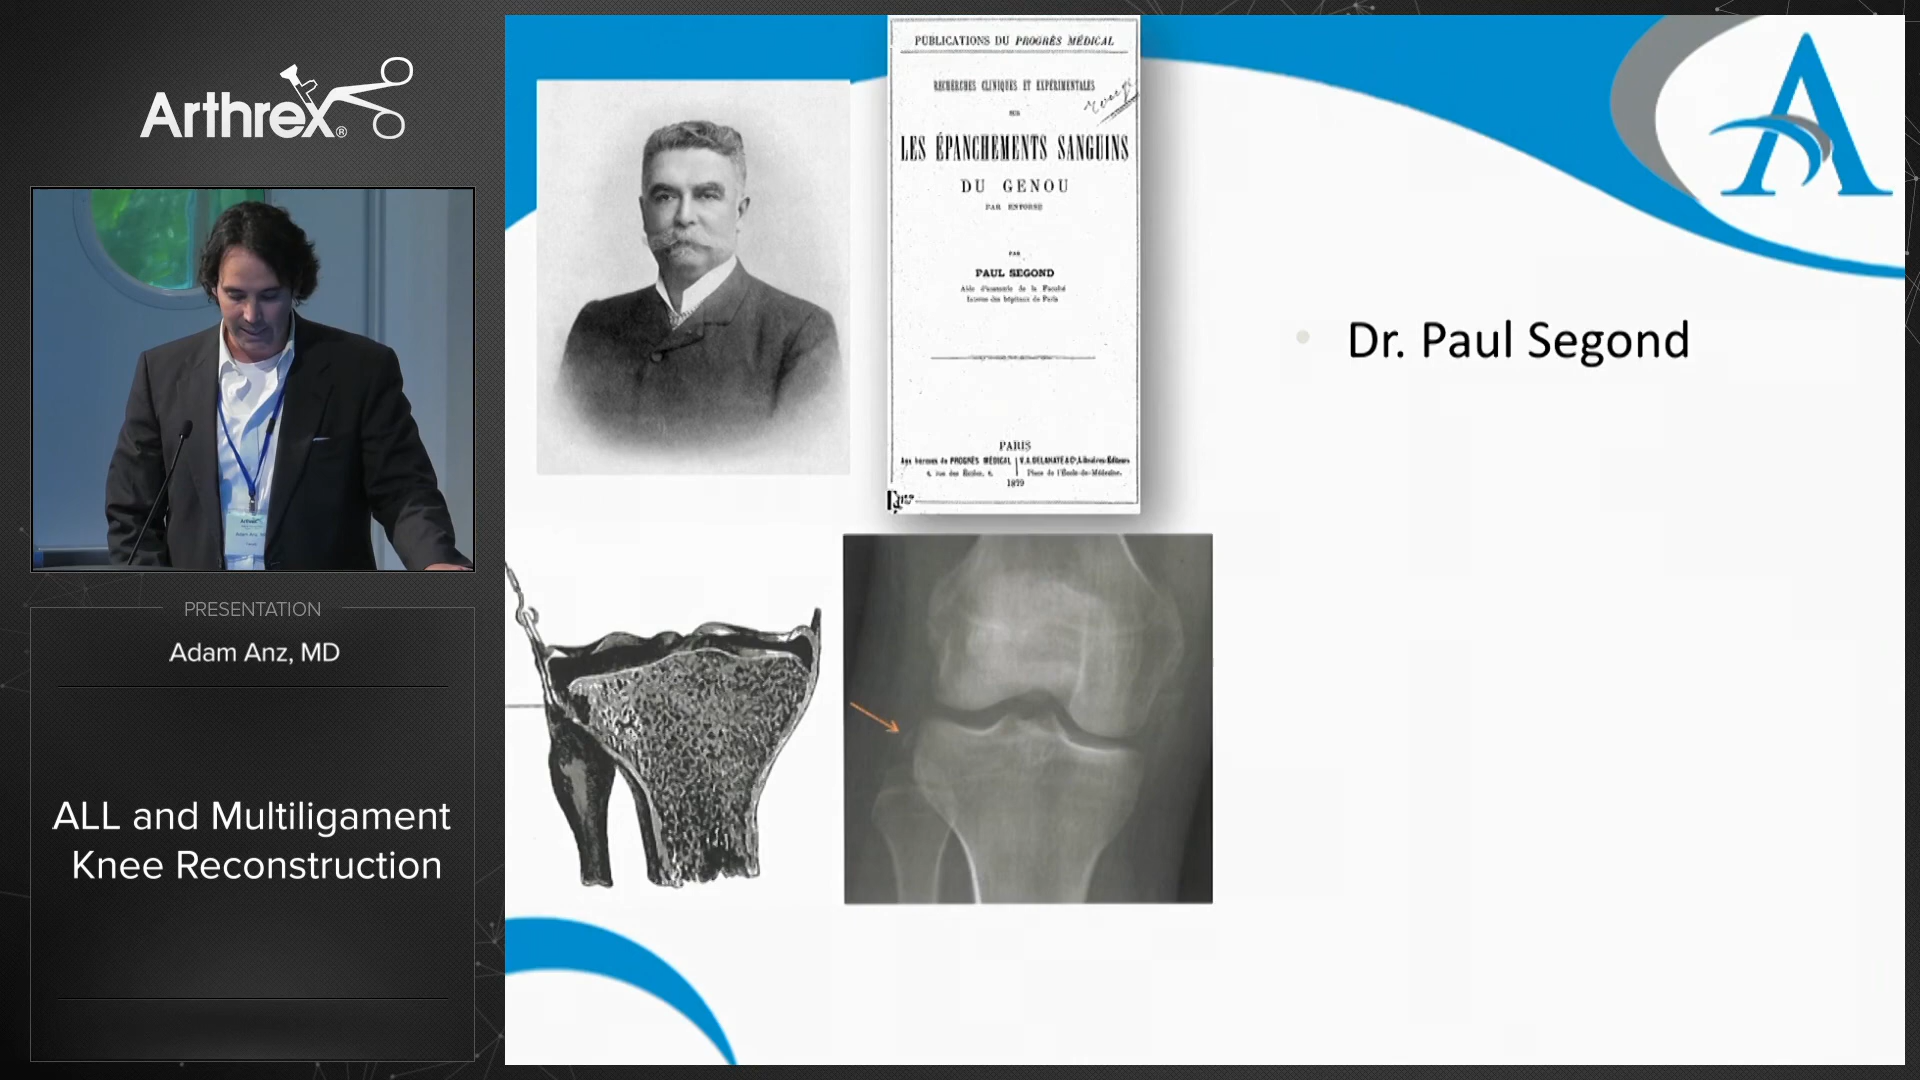 Arthrex®
PRESENTATION
Adam Anz, MD
ALL and Multiligament
Knee Reconstruction
PUBLICATIONS DU PROGRÈS MÉDICAL
RECHERCHES CLINIQUES ET EXPÉRIMENTALES
SUR
LES ÉPANCHEMENTS SANGUINS
DU GENOU
PAR ENTORSE
PAR
PAUL SEGOND
Aide d'anatomie de la Faculté
Interne des hôpitaux de Paris
PARIS
Aux bureaux du PROGRÈS MÉDICAL
6, rue des Écoles, 6.
V. A. DELAHAYE & Cᵒ, Libraires-Éditeurs
Place de l'École-de-Médecine.
1879
• Dr. Paul Segond
A